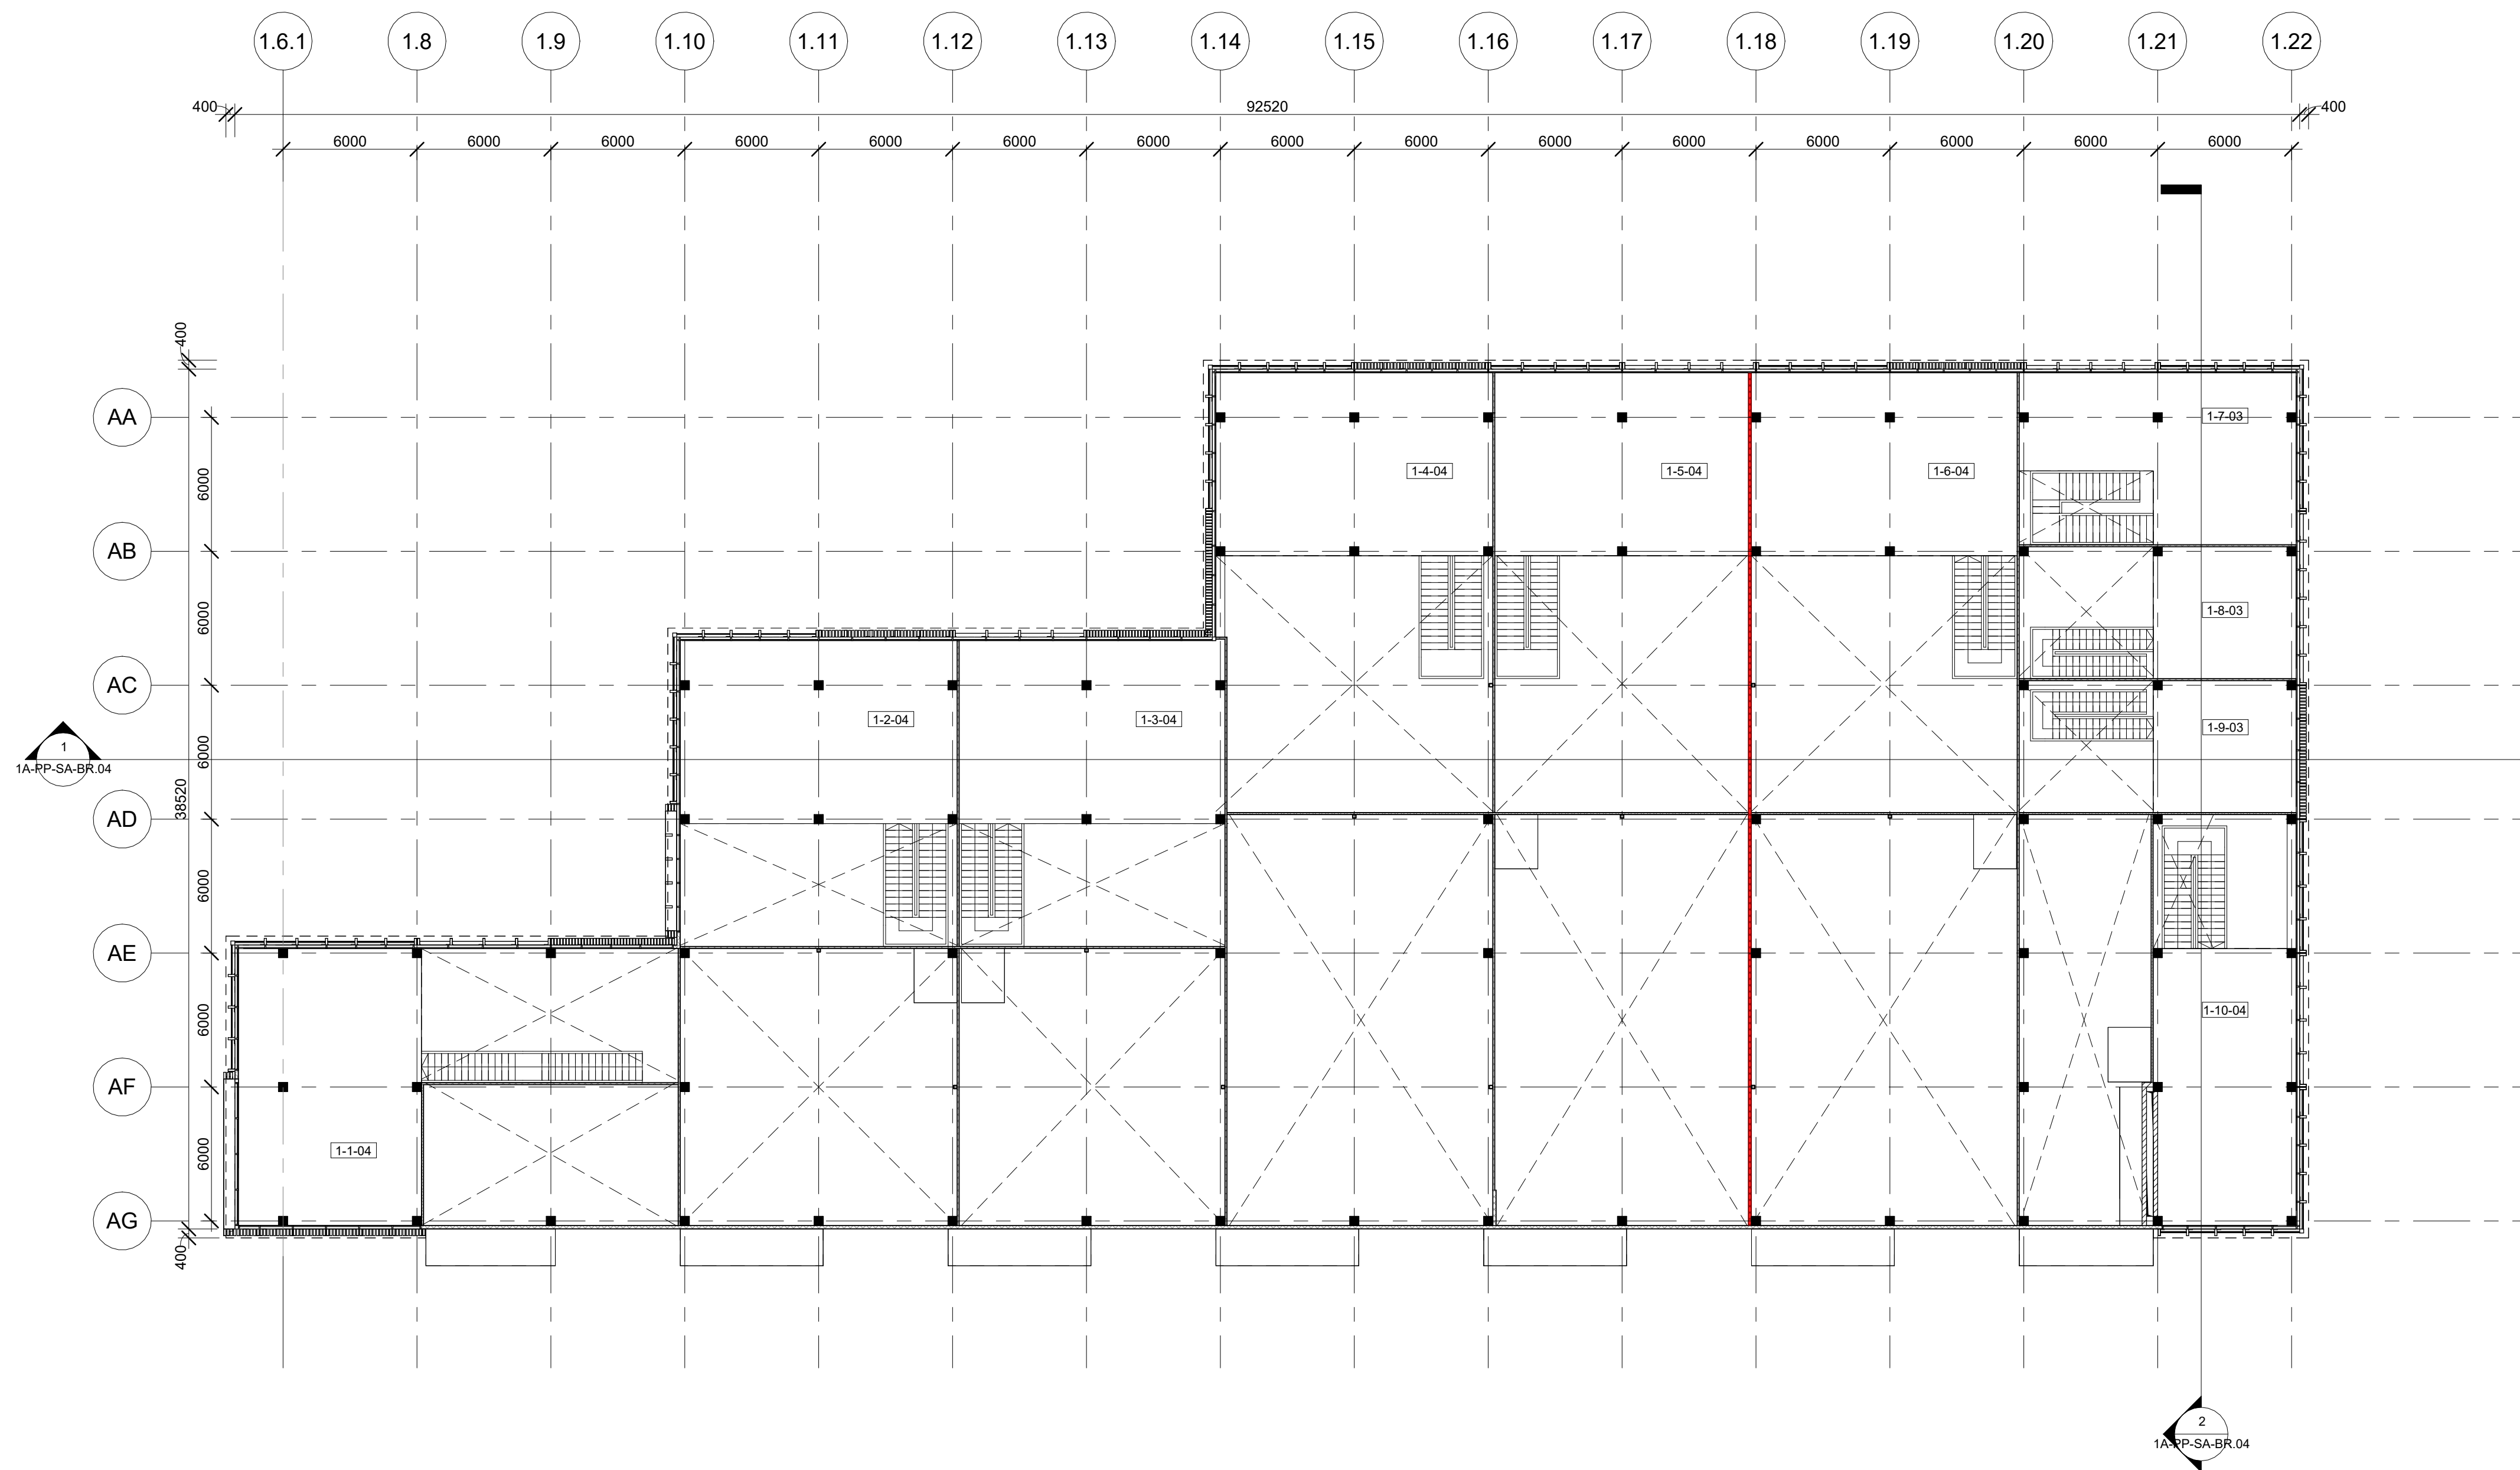 1.6.1 1.8 1.9 1.10 1.11 1.12 1.13 1.14 1.15 1.16 1.17 1.18 1.19 1.20 1.21 1.22
400 92520 400
6000 6000 6000 6000 6000 6000 6000 6000 6000 6000 6000 6000 6000 6000 6000
400
AA 1-7-03
6000 1-4-04 1-5-04 1-6-04
AB
6000 1-8-03
AC
1-2-04 1-3-04 1-9-03
1
1A-PP-SA-BR.04
6000
38520
AD
6000
AE
6000 1-10-04
AF
6000 1-1-04
AG
400
2
1A-PP-SA-BR.04